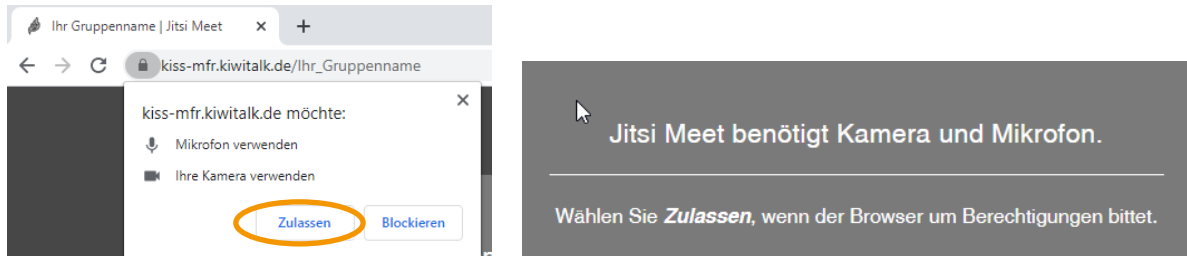 Ihr Gruppenname | Jitsi Meet
kiss-mfr.kiwitalk.de/Ihr_Gruppenname
kiss-mfr.kiwitalk.de möchte:
Mikrofon verwenden
Ihre Kamera verwenden
Zulassen Blockieren
Jitsi Meet benötigt Kamera und Mikrofon.
Wählen Sie Zulassen, wenn der Browser um Berechtigungen bittet.